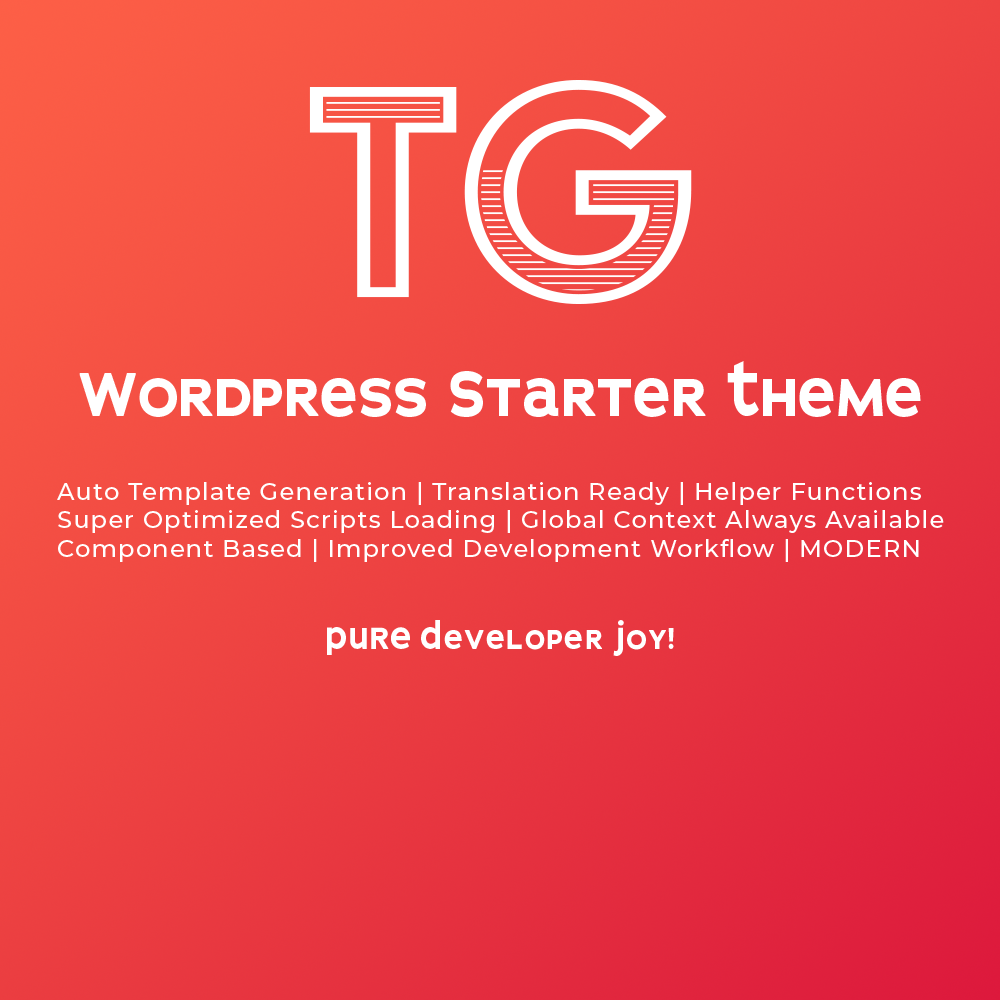 TG
WORDPRESS STARTER THEME
Auto Template Generation | Translation Ready | Helper Functions
Super Optimized Scripts Loading | Global Context Always Available
Component Based | Improved Development Workflow | MODERN
pure developer joy!